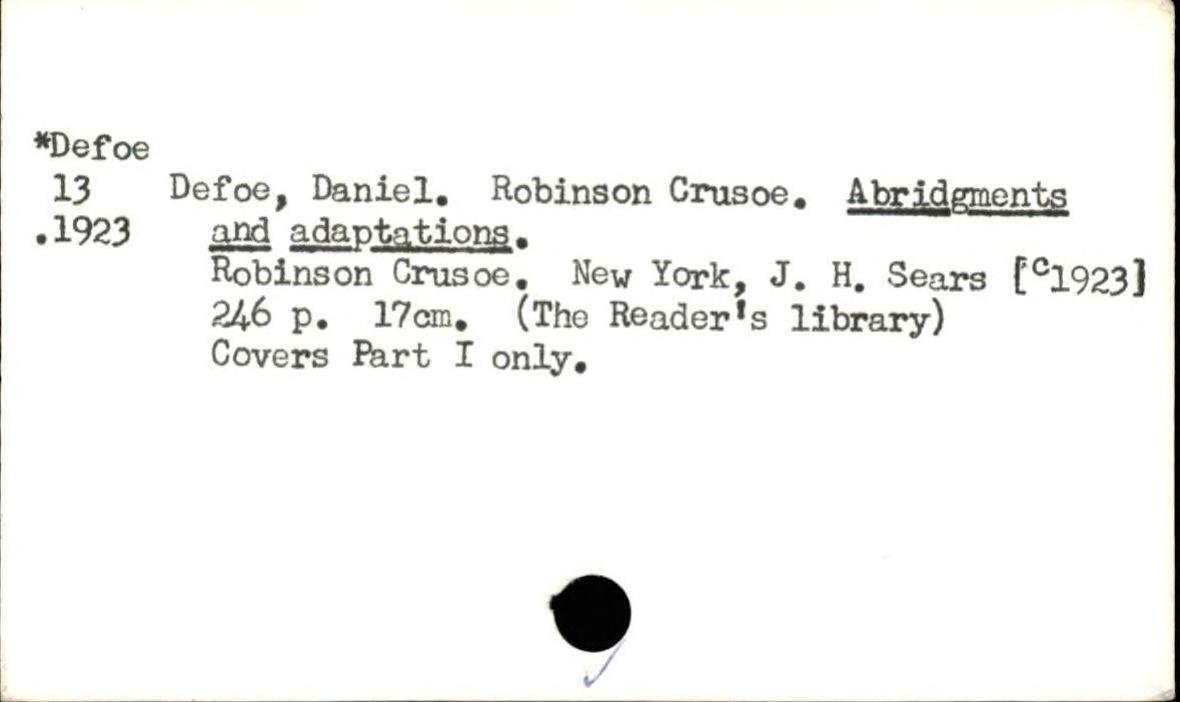 *Defoe
13 Defoe, Daniel. Robinson Crusoe. Abridgments
.1923 and adaptations.
Robinson Crusoe. New York, J. H. Sears [c1923]
246 p. 17cm. (The Reader's library)
Covers Part I only.